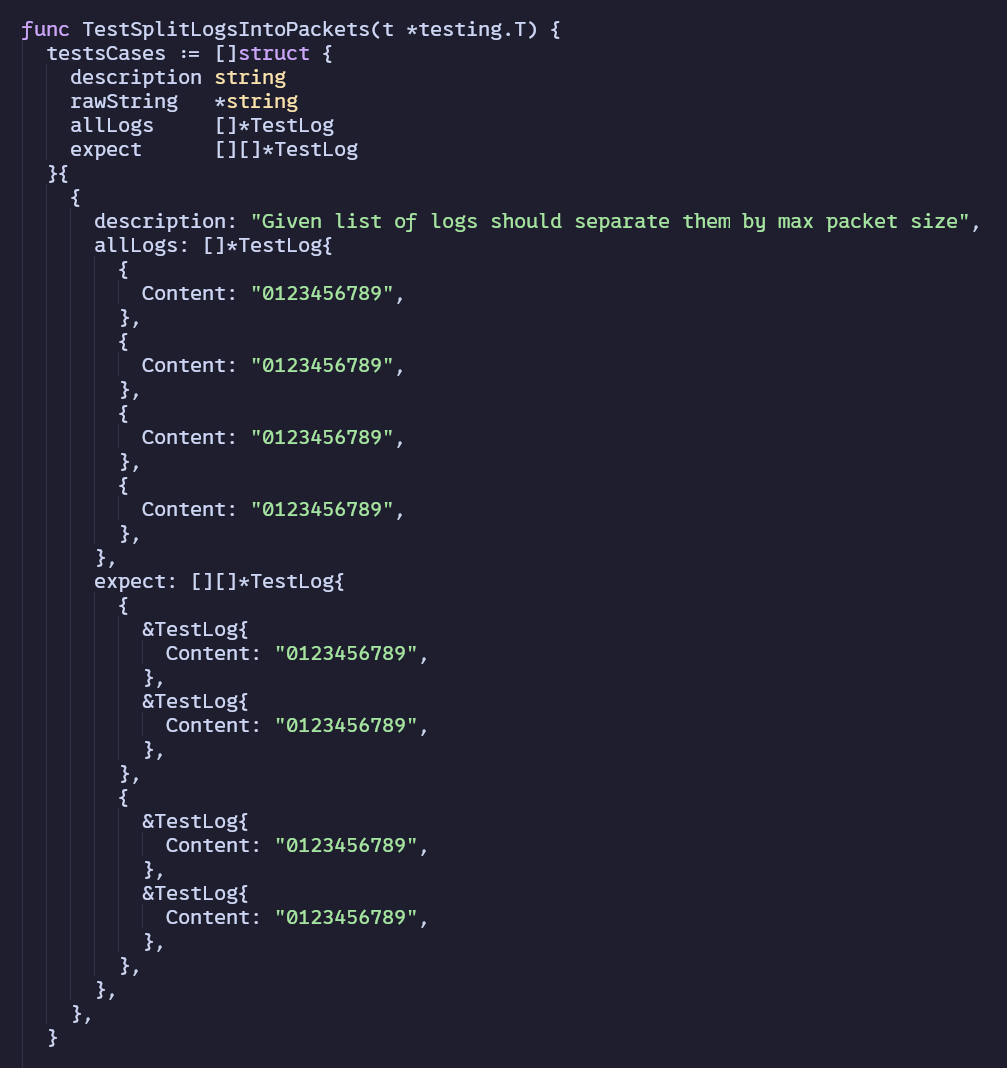 func TestSplitLogsIntoPackets(t *testing.T) {
  testsCases := []struct {
    description string
    rawString   *string
    allLogs     []*TestLog
    expect      [][]*TestLog
  }{
    {
      description: "Given list of logs should separate them by max packet size",
      allLogs: []*TestLog{
        {
          Content: "0123456789",
        },
        {
          Content: "0123456789",
        },
        {
          Content: "0123456789",
        },
        {
          Content: "0123456789",
        },
      },
      expect: [][]*TestLog{
        {
          &TestLog{
            Content: "0123456789",
          },
          &TestLog{
            Content: "0123456789",
          },
        },
        {
          &TestLog{
            Content: "0123456789",
          },
          &TestLog{
            Content: "0123456789",
          },
        },
      },
    },
  }